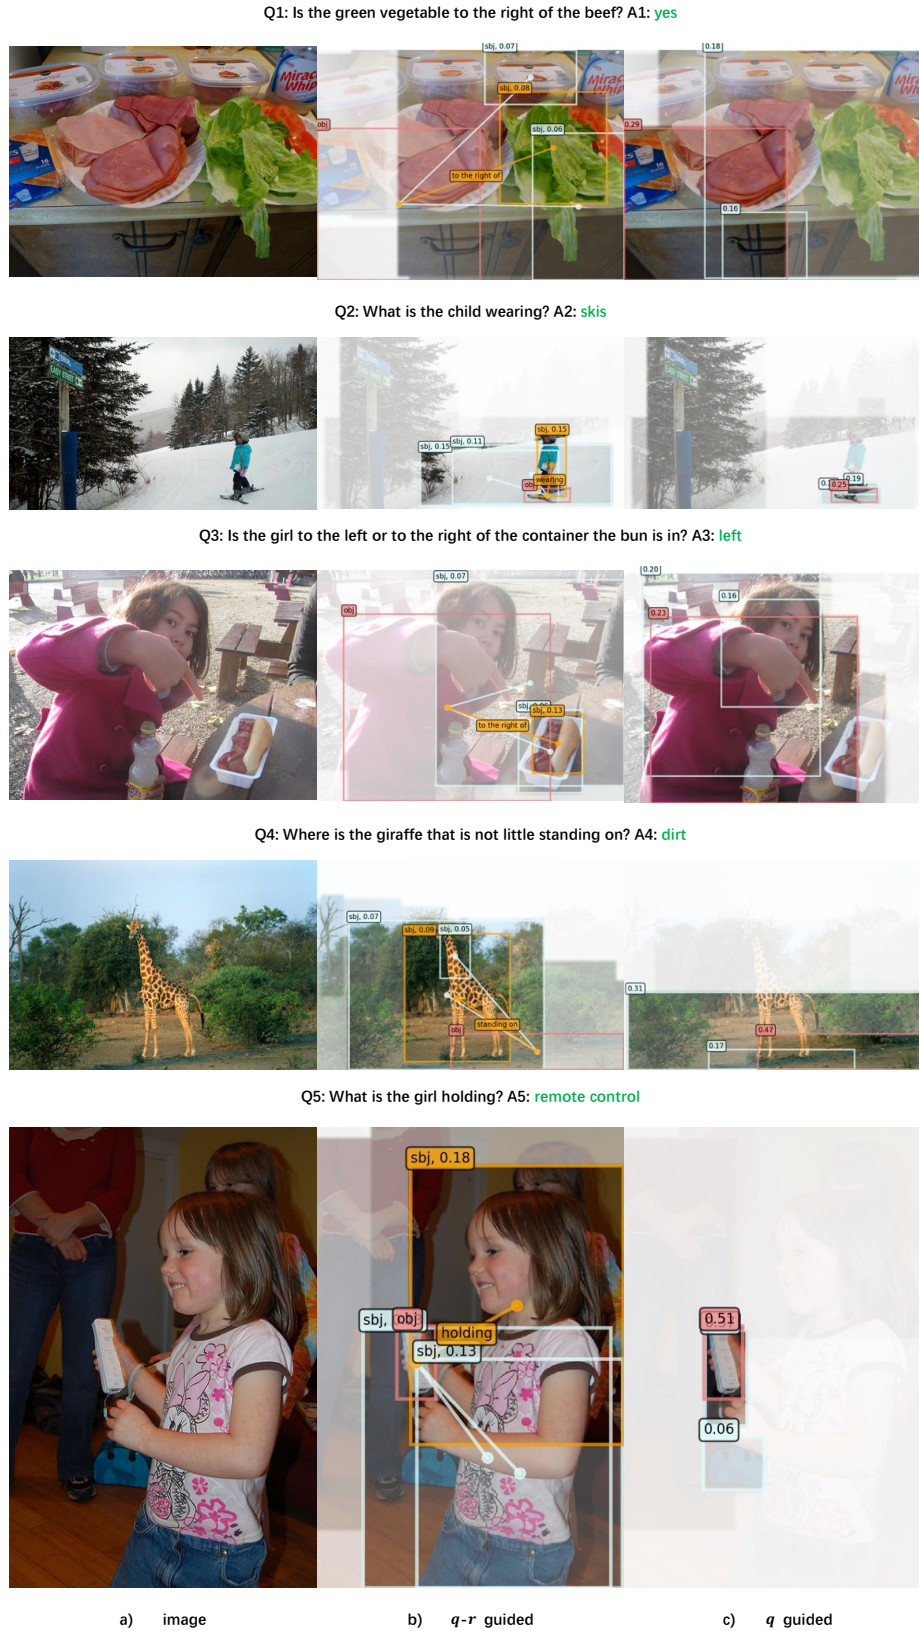 Q1: Is the green vegetable to the right of the beef? A1: yes
Miracle Whip
sbj, 0.07
sbj, 0.08
obj
sbj, 0.06
to the right of
0.18
0.29
0.16
Q2: What is the child wearing? A2: skis
EASY STREET
sbj, 0.15
sbj, 0.15
sbj, 0.11
wearing
obj
0.19
0.25
Q3: Is the girl to the left or to the right of the container the bun is in? A3: left
sbj, 0.07
obj
sbj, 0.13
to the right of
0.20
0.16
0.23
Q4: Where is the giraffe that is not little standing on? A4: dirt
sbj, 0.07
sbj, 0.09
sbj, 0.05
standing on
obj
0.31
0.47
0.17
Q5: What is the girl holding? A5: remote control
sbj, 0.18
sbj,
obj
holding
sbj, 0.13
0.51
0.06
a) image
b) q-r guided
c) q guided